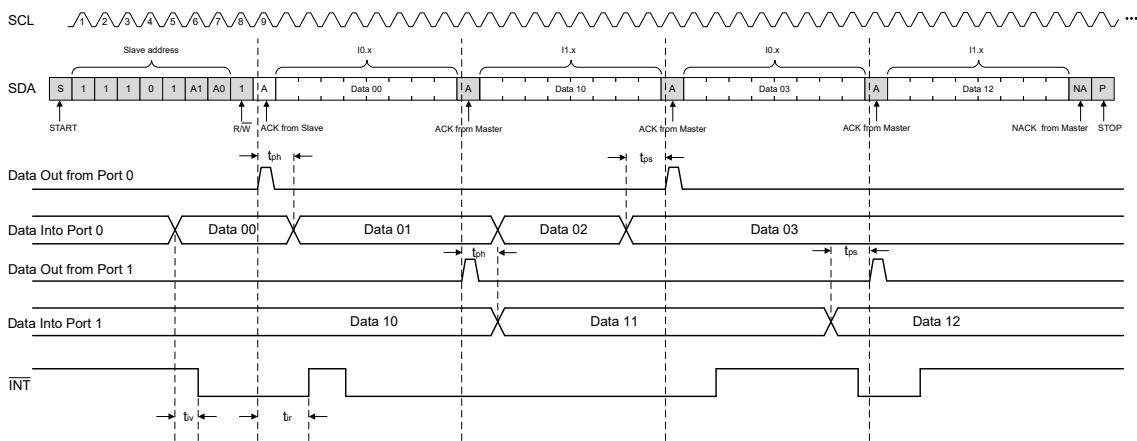 SCL 1 2 3 4 5 6 7 8 9 ...
Slave address I0.x I1.x I0.x I1.x
SDA S 1 1 1 0 1 A1 A0 1 A Data 00 A Data 10 A Data 03 A Data 12 NA P
START R/W ACK from Slave ACK from Master ACK from Master ACK from Master NACK from Master STOP
tph tps
Data Out from Port 0
Data Into Port 0 Data 00 Data 01 Data 02 Data 03
tph tps
Data Out from Port 1
Data Into Port 1 Data 10 Data 11 Data 12
INT
tiv tir